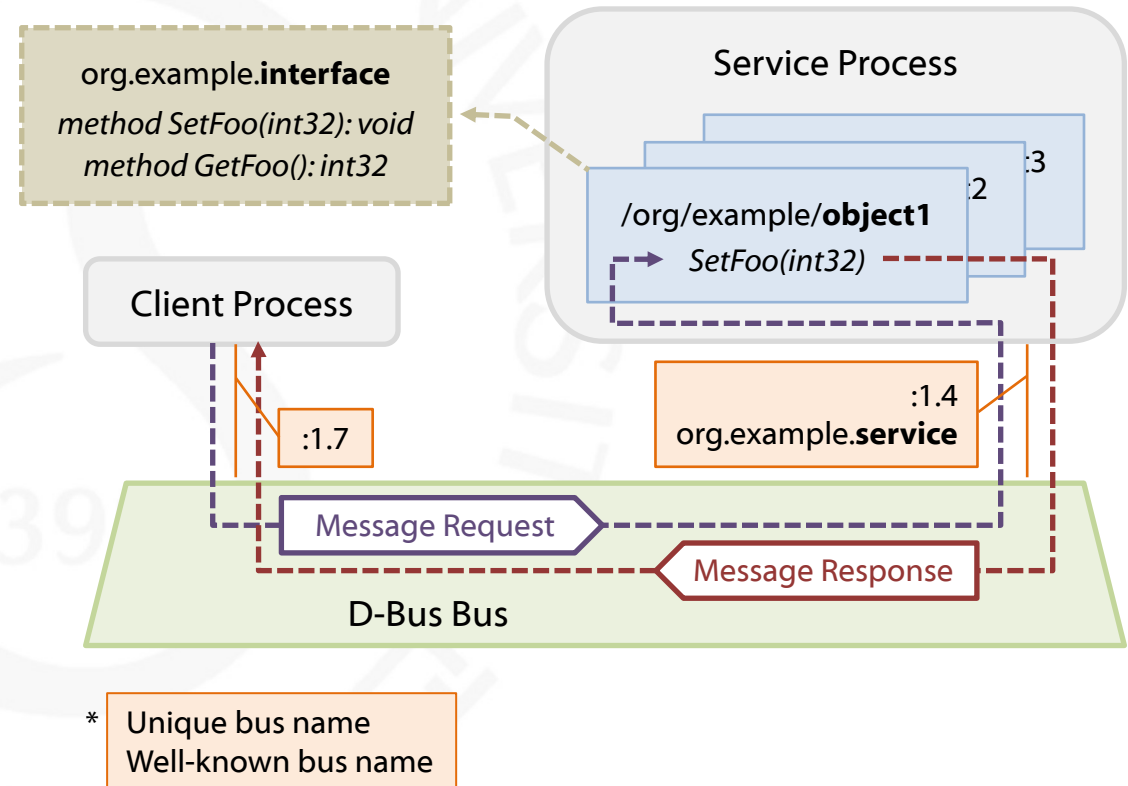 org.example.interface
method SetFoo(int32): void
method GetFoo(): int32
Service Process
:3
:2
/org/example/object1
SetFoo(int32)
Client Process
:1.7
:1.4
org.example.service
Message Request
Message Response
D-Bus Bus
* Unique bus name
Well-known bus name